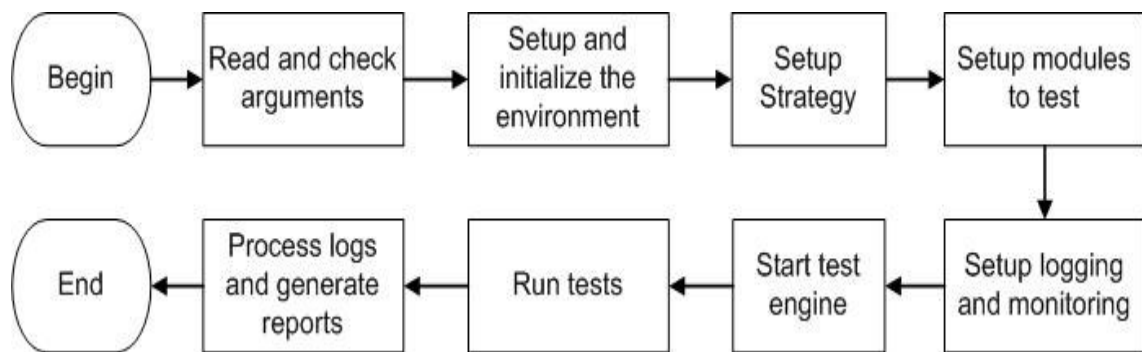 Begin
Read and check
arguments
Setup and
initialize the
environment
Setup
Strategy
Setup modules
to test
Setup logging
and monitoring
Start test
engine
Run tests
Process logs
and generate
reports
End